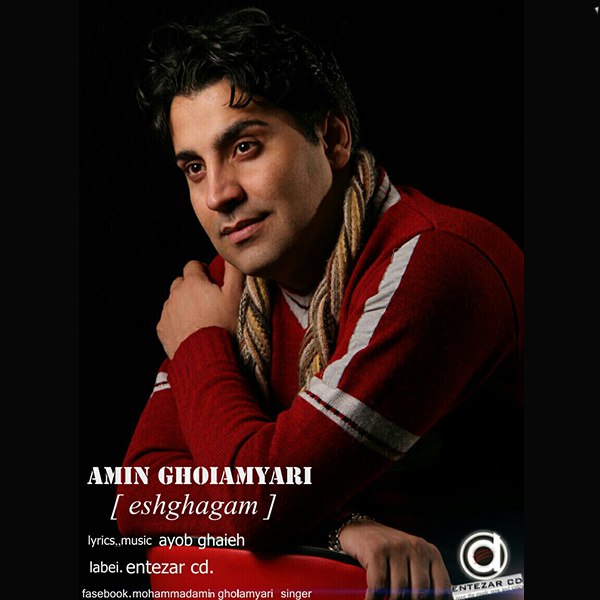 AMIN GHOIAMYARI
[ eshghagam ]
lyrics,,music ayob ghaieh
labei. entezar cd.
fasebook.mohammadamin gholamyari singer
ENTEZAR CD